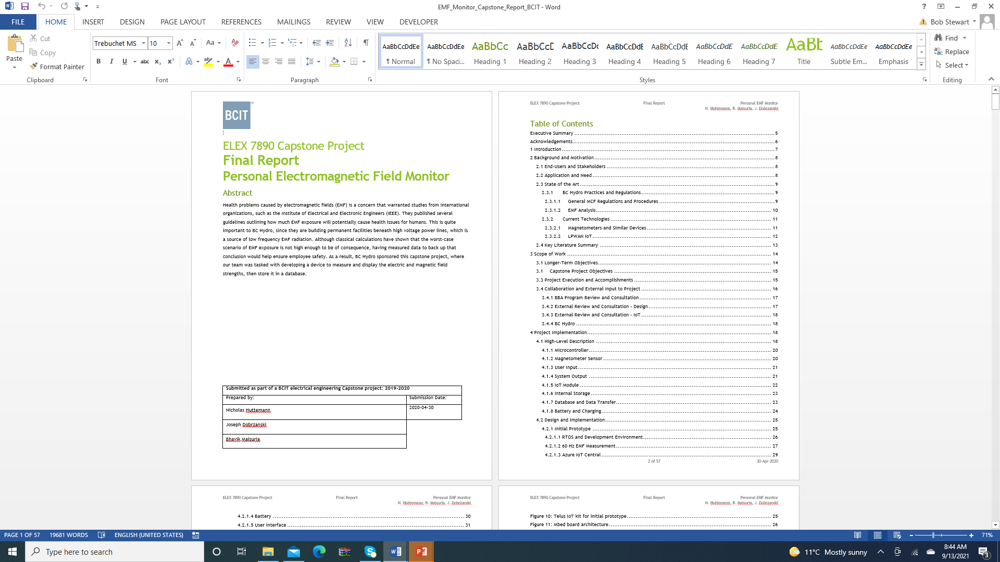 EMF_Monitor_Capstone_Report_BCIT - Word
?
FILE
HOME
INSERT
DESIGN
PAGE LAYOUT
REFERENCES
MAILINGS
REVIEW
VIEW
DEVELOPER
Bob Stewart
Paste
Cut
Copy
Format Painter
Clipboard
Trebuchet MS
10
Aa
B I U abc x₂ x²
Font
Paragraph
AaBbCcDdEe
¶ Normal
AaBbCcDdEe
¶ No Spaci...
AaBbCc
Heading 1
AaBbCcD
Heading 2
AaBbCcDc
Heading 3
AaBbCcDdE
Heading 4
AaBbCcDdE
Heading 5
AaBbCcDdE
Heading 6
AaBbCcDdE
Heading 7
AaBb
Title
AaBbCcDdEe
Subtle Em...
AaBbCcDdEe
Emphasis
Styles
Find
Replace
Select
Editing
BCIT
ELEX 7890 Capstone Project
Final Report
Personal Electromagnetic Field Monitor
Abstract
Health problems caused by electromagnetic fields (EMF) is a concern that warranted studies from international
organizations, such as the Institute of Electrical and Electronic Engineers (IEEE). They published several
guidelines outlining how much EMF exposure will potentially cause health issues for humans. This is quite
important to BC Hydro, since they are building permanent facilities beneath high voltage power lines, which is
a source of low frequency EMF radiation. Although classical calculations have shown that the worst-case
scenario of EMF exposure is not high enough to be of consequence, having measured data to back up that
conclusion would help ensure employee safety. As a result, BC Hydro sponsored this capstone project, where
our team was tasked with developing a device to measure and display the electric and magnetic field
strengths, then store it in a database.
Submitted as part of a BCIT electrical engineering Capstone project: 2019-2020
Prepared by:
Submission Date:
Nicholas Huttemann
2020-04-30
Joseph Dobrzanski
Bhavik Maisuria
ELEX 7890 Capstone Project
Final Report
Personal EMF Monitor
N. Huttemann, B. Maisuria, J. Dobrzanski
Table of Contents
Executive Summary 5
Acknowledgements 6
1 Introduction 7
2 Background and Motivation 8
2.1 End-Users and Stakeholders 8
2.2 Application and Need 8
2.3 State of the Art 9
2.3.1 BC Hydro Practices and Regulations 9
2.3.1.1 General MCF Regulations and Procedures 9
2.3.1.2 EMF Analysis 10
2.3.2 Current Technologies 11
2.3.2.1 Magnetometers and Similar Devices 11
2.3.2.2 LPWAN IoT 12
2.4 Key Literature Summary 13
3 Scope of Work 14
3.1 Longer-Term Objectives 14
3.1 Capstone Project Objectives 15
3.3 Project Execution and Accomplishments 15
3.4 Collaboration and External Input to Project 16
3.4.1 BBA Program Review and Consultation 17
3.4.2 External Review and Consultation - Design 17
3.4.3 External Review and Consultation - IoT 18
3.4.4 BC Hydro 18
4 Project Implementation 18
4.1 High-Level Description 18
4.1.1 Microcontroller 20
4.1.2 Magnetometer Sensor 20
4.1.3 User Input 21
4.1.4 System Output 21
4.1.5 IoT Module 22
4.1.6 Internal Storage 23
4.1.7 Database and Data Transfer 23
4.1.8 Battery and Charging 24
4.2 Design and Implementation 25
4.2.1 Initial Prototype 25
4.2.1.1 RTOS and Development Environment 26
4.2.1.2 60 Hz EMF Measurement 27
4.2.1.3 Azure IoT Central 29
2 of 57
30-Apr-2020
ELEX 7890 Capstone Project
Final Report
Personal EMF Monitor
N. Huttemann, B. Maisuria, J. Dobrzanski
4.2.1.4 Battery 30
4.2.1.5 User interface 31
ELEX 7890 Capstone Project
Final Report
Personal EMF Monitor
N. Huttemann, B. Maisuria, J. Dobrzanski
Figure 10: Telus IoT kit for initial prototype 25
Figure 11: Mbed board architecture 26
PAGE 1 OF 57
19681 WORDS
ENGLISH (UNITED STATES)
71%
Type here to search
11°C Mostly sunny
8:44 AM
9/13/2021
3